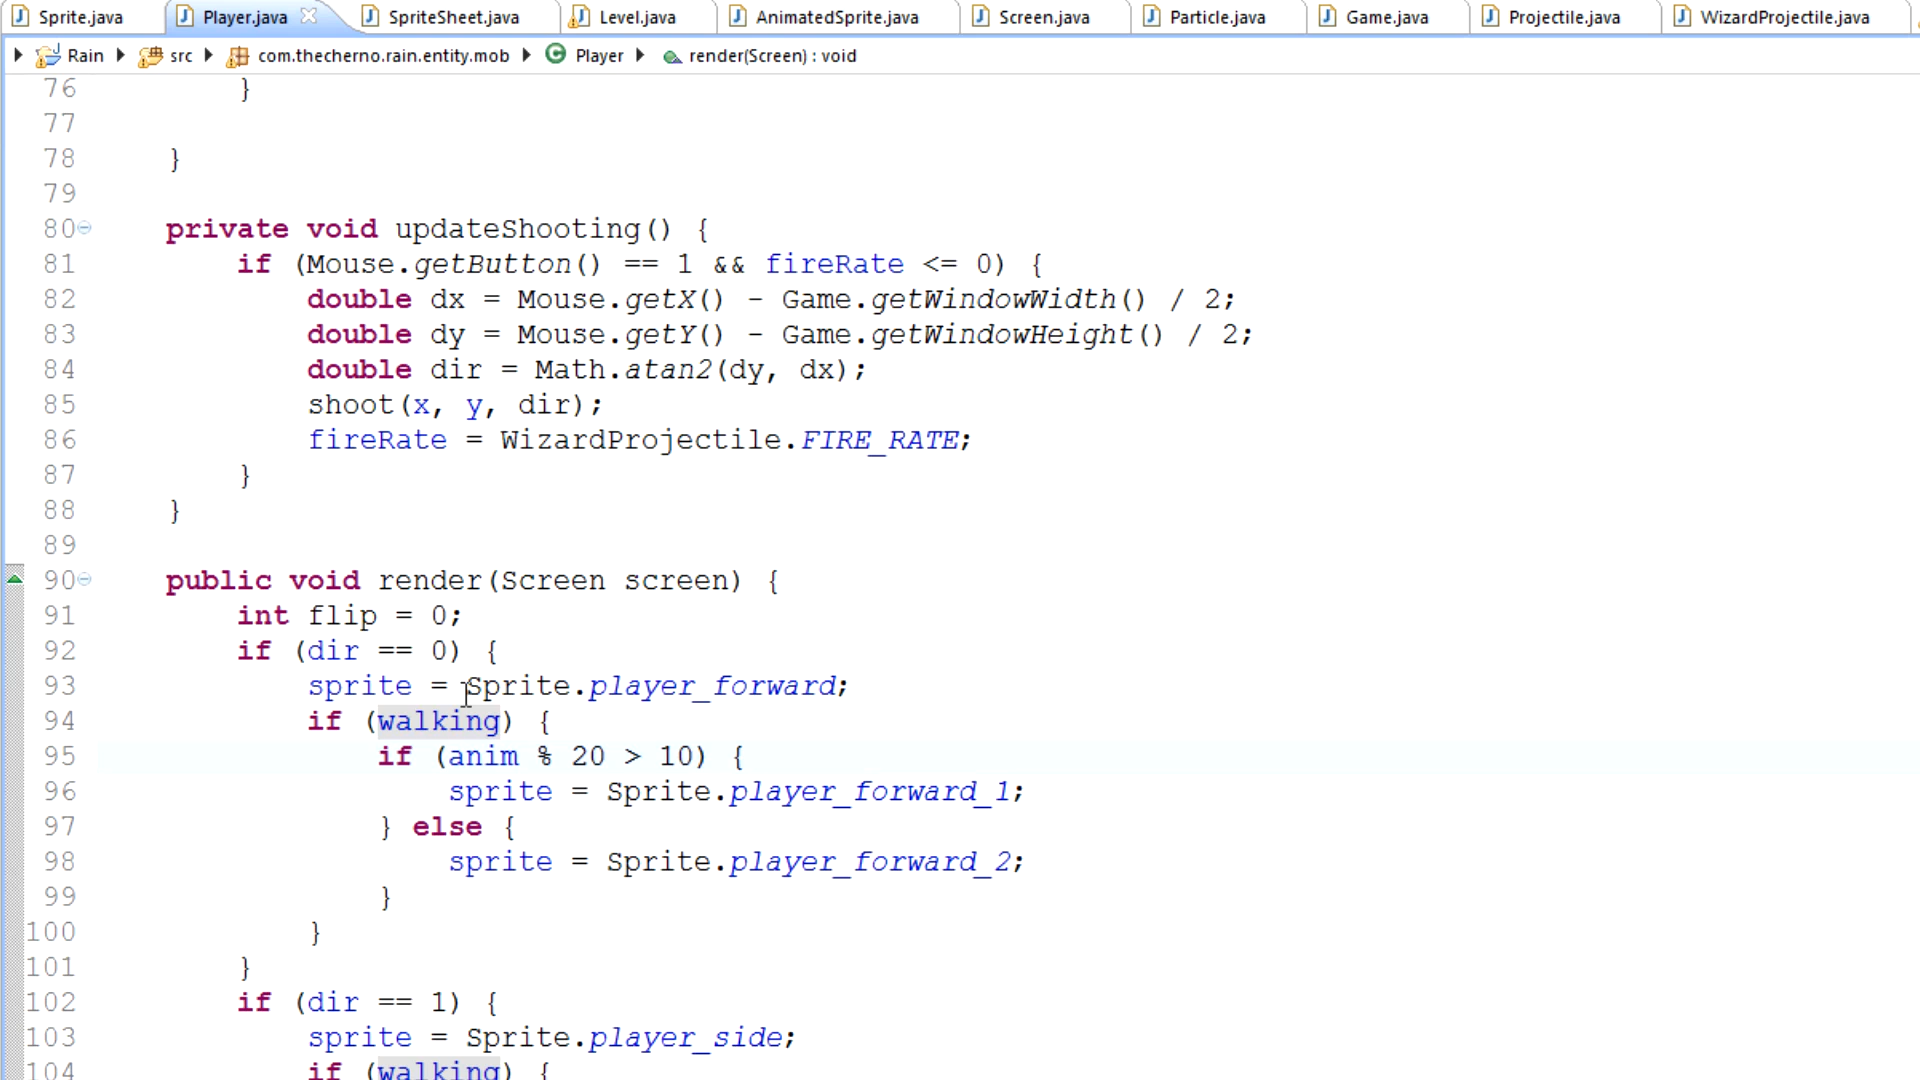 Sprite.java Player.java SpriteSheet.java Level.java AnimatedSprite.java Screen.java Particle.java Game.java Projectile.java WizardProjectile.java
Rain src com.thecherno.rain.entity.mob Player render(Screen) : void
76 }
77
78 }
79
80 private void updateShooting() {
81 if (Mouse.getButton() == 1 && fireRate <= 0) {
82 double dx = Mouse.getX() - Game.getWindowWidth() / 2;
83 double dy = Mouse.getY() - Game.getWindowHeight() / 2;
84 double dir = Math.atan2(dy, dx);
85 shoot(x, y, dir);
86 fireRate = WizardProjectile.FIRE_RATE;
87 }
88 }
89
90 public void render(Screen screen) {
91 int flip = 0;
92 if (dir == 0) {
93 sprite = Sprite.player_forward;
94 if (walking) {
95 if (anim % 20 > 10) {
96 sprite = Sprite.player_forward_1;
97 } else {
98 sprite = Sprite.player_forward_2;
99 }
100 }
101 }
102 if (dir == 1) {
103 sprite = Sprite.player_side;
104 if (walking) {